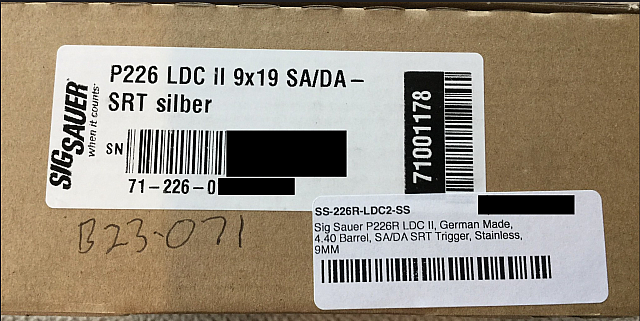 SIG SAUER
when it counts
P226 LDC II 9x19 SA/DA–
SRT silber
SN
71-226-0
71001178
B23-071
SS-226R-LDC2-SS
Sig Sauer P226R LDC II, German Made,
4.40 Barrel, SA/DA SRT Trigger, Stainless,
9MM